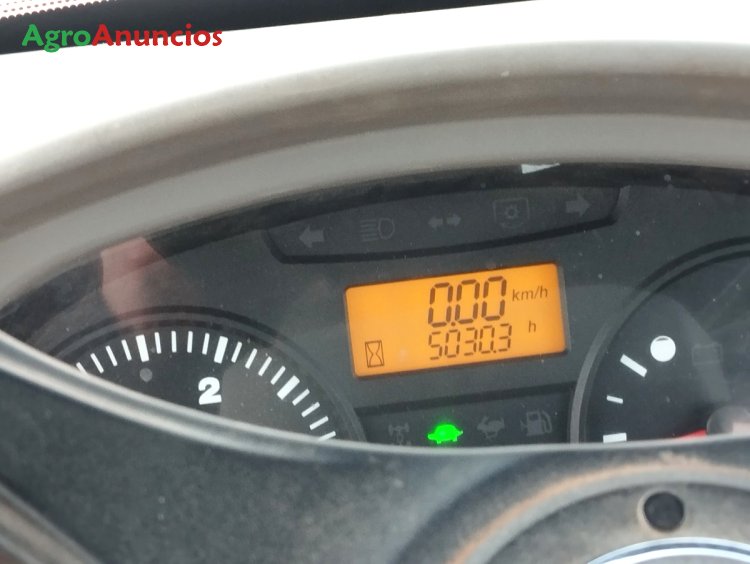 AgroAnuncios
0.00 km/h
5030.3 h
2